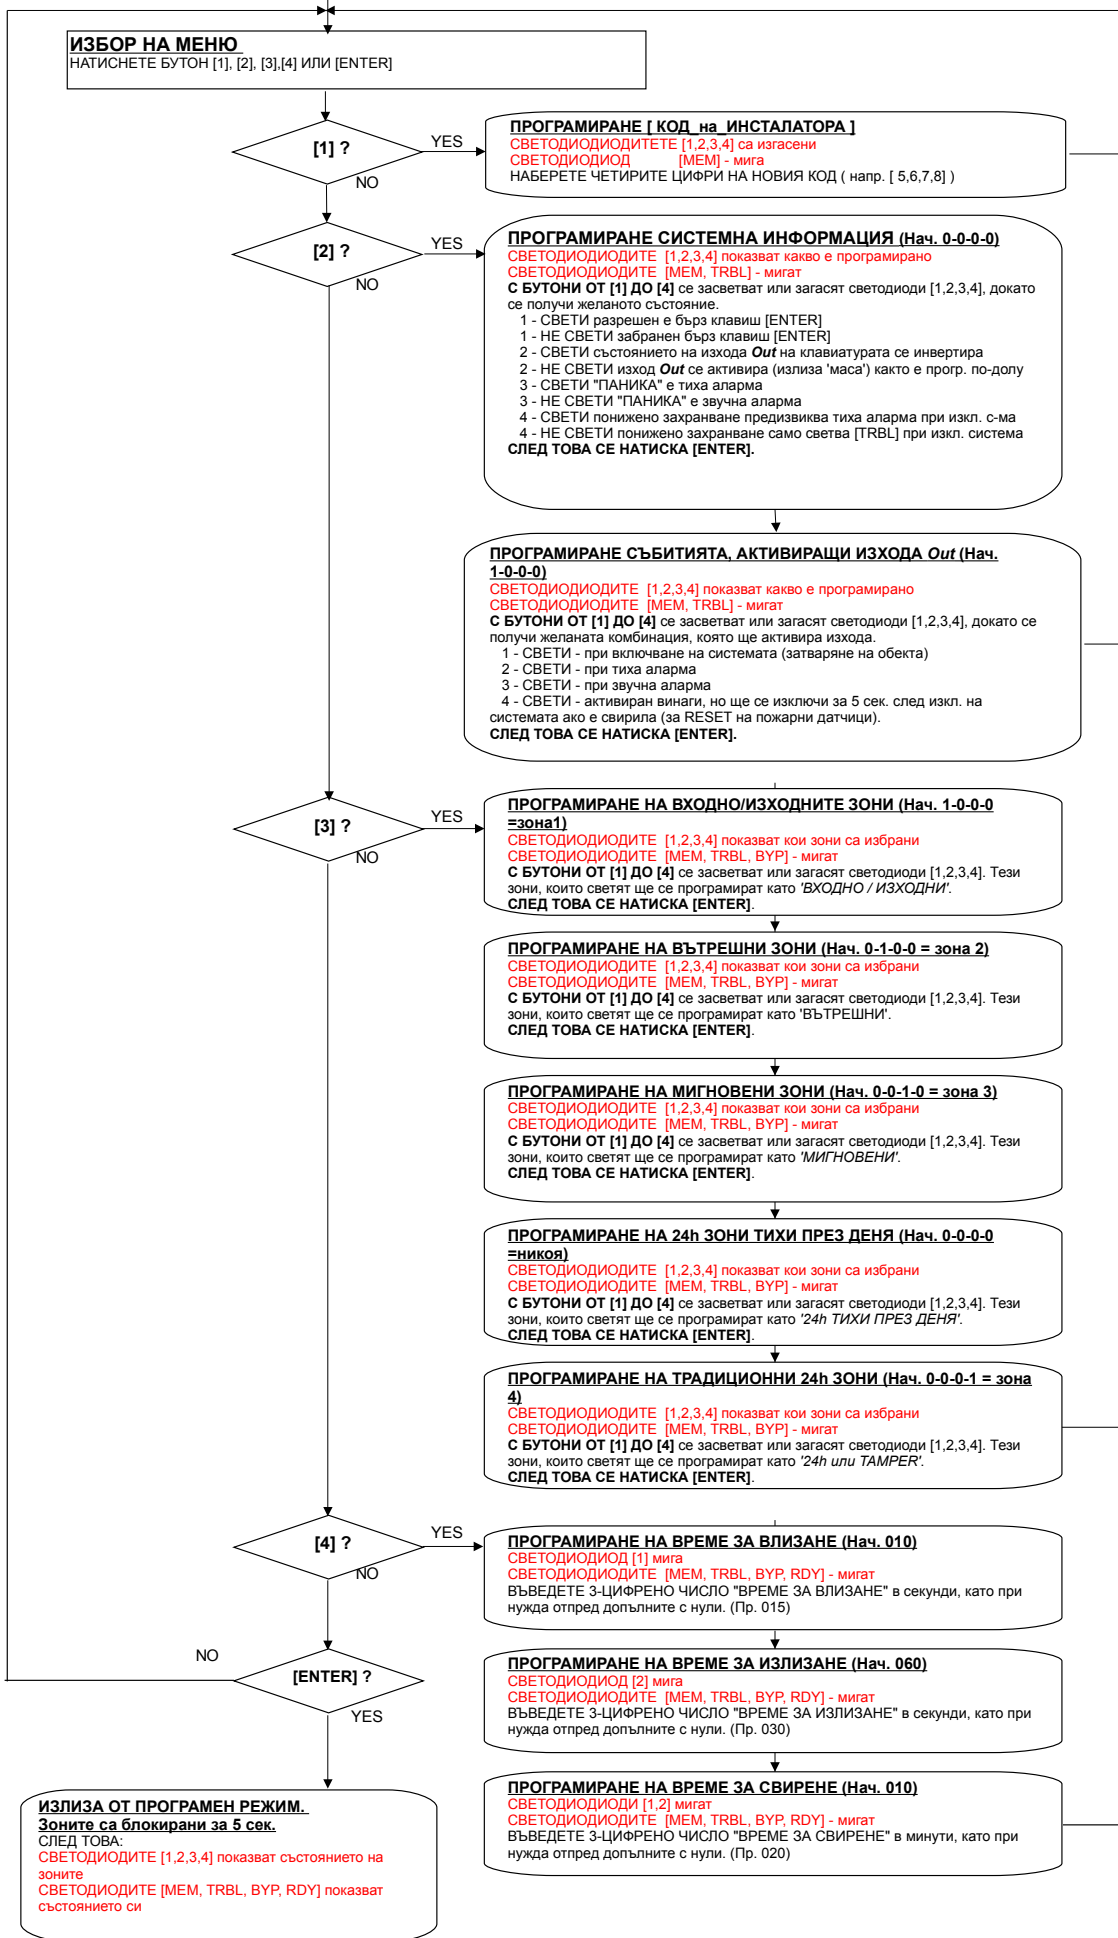 ИЗБОР НА МЕНЮ
НАТИСНЕТЕ БУТОН [1], [2], [3],[4] ИЛИ [ENTER]
[1] ?
YES
NO
ПРОГРАМИРАНЕ [ КОД_на_ИНСТАЛАТОРА ]
СВЕТОДИОДИОДИТЕТЕ [1,2,3,4] са изгасени
СВЕТОДИОДИОД [MEM] - мига
НАБЕРЕТЕ ЧЕТИРИТЕ ЦИФРИ НА НОВИЯ КОД ( напр. [ 5,6,7,8] )
[2] ?
YES
NO
ПРОГРАМИРАНЕ СИСТЕМНА ИНФОРМАЦИЯ (Нач. 0-0-0-0)
СВЕТОДИОДИОДИТЕ [1,2,3,4] показват какво е програмирано
СВЕТОДИОДИОДИТЕ [MEM, TRBL] - мигат
С БУТОНИ ОТ [1] ДО [4] се засветват или загасят светодиоди [1,2,3,4], докато
се получи желаното състояние.
1 - СВЕТИ разрешен е бърз клавиш [ENTER]
1 - НЕ СВЕТИ забранен бърз клавиш [ENTER]
2 - СВЕТИ състоянието на изхода Out на клавиатурата се инвертира
2 - НЕ СВЕТИ изход Out се активира (излиза 'маса') както е прогр. по-долу
3 - СВЕТИ "ПАНИКА" е тиха аларма
3 - НЕ СВЕТИ "ПАНИКА" е звучна аларма
4 - СВЕТИ понижено захранване предизвиква тиха аларма при изкл. с-ма
4 - НЕ СВЕТИ понижено захранване само светва [TRBL] при изкл. система
СЛЕД ТОВА СЕ НАТИСКА [ENTER].
ПРОГРАМИРАНЕ СЪБИТИЯТА, АКТИВИРАЩИ ИЗХОДА Out (Нач.
1-0-0-0)
СВЕТОДИОДИОДИТЕ [1,2,3,4] показват какво е програмирано
СВЕТОДИОДИОДИТЕ [MEM, TRBL] - мигат
С БУТОНИ ОТ [1] ДО [4] се засветват или загасят светодиоди [1,2,3,4], докато се
получи желаната комбинация, която ще активира изхода.
1 - СВЕТИ - при включване на системата (затваряне на обекта)
2 - СВЕТИ - при тиха аларма
3 - СВЕТИ - при звучна аларма
4 - СВЕТИ - активиран винаги, но ще се изключи за 5 сек. след изкл. на
системата ако е свирила (за RESET на пожарни датчици).
СЛЕД ТОВА СЕ НАТИСКА [ENTER].
[3] ?
YES
NO
ПРОГРАМИРАНЕ НА ВХОДНО/ИЗХОДНИТЕ ЗОНИ (Нач. 1-0-0-0
=зона1)
СВЕТОДИОДИОДИТЕ [1,2,3,4] показват кои зони са избрани
СВЕТОДИОДИОДИТЕ [MEM, TRBL, BYP] - мигат
С БУТОНИ ОТ [1] ДО [4] се засветват или загасят светодиоди [1,2,3,4]. Тези
зони, които светят ще се програмират като 'ВХОДНО / ИЗХОДНИ'.
СЛЕД ТОВА СЕ НАТИСКА [ENTER].
ПРОГРАМИРАНЕ НА ВЪТРЕШНИ ЗОНИ (Нач. 0-1-0-0 = зона 2)
СВЕТОДИОДИОДИТЕ [1,2,3,4] показват кои зони са избрани
СВЕТОДИОДИОДИТЕ [MEM, TRBL, BYP] - мигат
С БУТОНИ ОТ [1] ДО [4] се засветват или загасят светодиоди [1,2,3,4]. Тези
зони, които светят ще се програмират като 'ВЪТРЕШНИ'.
СЛЕД ТОВА СЕ НАТИСКА [ENTER].
ПРОГРАМИРАНЕ НА МИГНОВЕНИ ЗОНИ (Нач. 0-0-1-0 = зона 3)
СВЕТОДИОДИОДИТЕ [1,2,3,4] показват кои зони са избрани
СВЕТОДИОДИОДИТЕ [MEM, TRBL, BYP] - мигат
С БУТОНИ ОТ [1] ДО [4] се засветват или загасят светодиоди [1,2,3,4]. Тези
зони, които светят ще се програмират като 'МИГНОВЕНИ'.
СЛЕД ТОВА СЕ НАТИСКА [ENTER].
ПРОГРАМИРАНЕ НА 24h ЗОНИ ТИХИ ПРЕЗ ДЕНЯ (Нач. 0-0-0-0
=никоя)
СВЕТОДИОДИОДИТЕ [1,2,3,4] показват кои зони са избрани
СВЕТОДИОДИОДИТЕ [MEM, TRBL, BYP] - мигат
С БУТОНИ ОТ [1] ДО [4] се засветват или загасят светодиоди [1,2,3,4]. Тези
зони, които светят ще се програмират като '24h ТИХИ ПРЕЗ ДЕНЯ'.
СЛЕД ТОВА СЕ НАТИСКА [ENTER].
ПРОГРАМИРАНЕ НА ТРАДИЦИОННИ 24h ЗОНИ (Нач. 0-0-0-1 = зона
4)
СВЕТОДИОДИОДИТЕ [1,2,3,4] показват кои зони са избрани
СВЕТОДИОДИОДИТЕ [MEM, TRBL, BYP] - мигат
С БУТОНИ ОТ [1] ДО [4] се засветват или загасят светодиоди [1,2,3,4]. Тези
зони, които светят ще се програмират като '24h или TAMPER'.
СЛЕД ТОВА СЕ НАТИСКА [ENTER].
[4] ?
YES
NO
ПРОГРАМИРАНЕ НА ВРЕМЕ ЗА ВЛИЗАНЕ (Нач. 010)
СВЕТОДИОДИОД [1] мига
СВЕТОДИОДИОДИТЕ [MEM, TRBL, BYP, RDY] - мигат
ВЪВЕДЕТЕ 3-ЦИФРЕНО ЧИСЛО "ВРЕМЕ ЗА ВЛИЗАНЕ" в секунди, като при
нужда отпред допълните с нули. (Пр. 015)
[ENTER] ?
NO
YES
ПРОГРАМИРАНЕ НА ВРЕМЕ ЗА ИЗЛИЗАНЕ (Нач. 060)
СВЕТОДИОДИОД [2] мига
СВЕТОДИОДИОДИТЕ [MEM, TRBL, BYP, RDY] - мигат
ВЪВЕДЕТЕ 3-ЦИФРЕНО ЧИСЛО "ВРЕМЕ ЗА ИЗЛИЗАНЕ" в секунди, като при
нужда отпред допълните с нули. (Пр. 030)
ПРОГРАМИРАНЕ НА ВРЕМЕ ЗА СВИРЕНЕ (Нач. 010)
СВЕТОДИОДИОДИ [1,2] мигат
СВЕТОДИОДИОДИТЕ [MEM, TRBL, BYP, RDY] - мигат
ВЪВЕДЕТЕ 3-ЦИФРЕНО ЧИСЛО "ВРЕМЕ ЗА СВИРЕНЕ" в минути, като при
нужда отпред допълните с нули. (Пр. 020)
ИЗЛИЗА ОТ ПРОГРАМЕН РЕЖИМ.
Зоните са блокирани за 5 сек.
СЛЕД ТОВА:
СВЕТОДИОДИТЕ [1,2,3,4] показват състоянието на
зоните
СВЕТОДИОДИТЕ [MEM, TRBL, BYP, RDY] показват
състоянието си